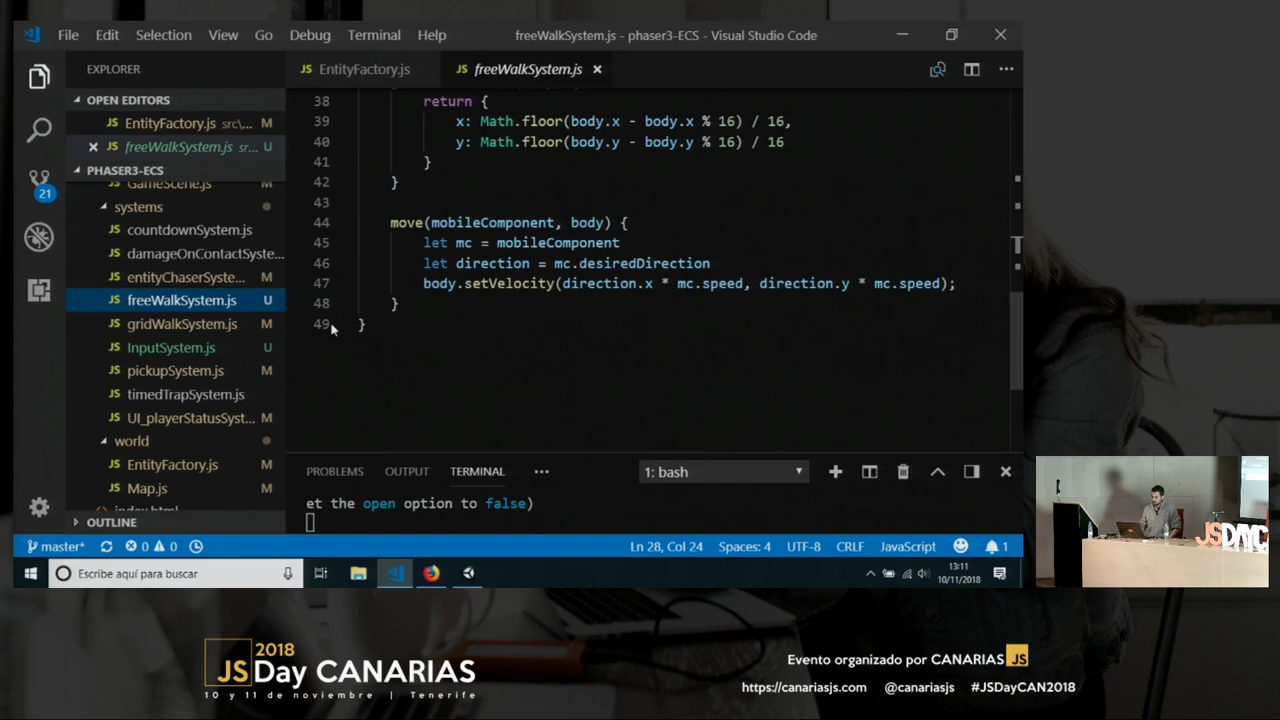 File Edit Selection View Go Debug Terminal Help
freeWalkSystem.js - phaser3-ECS - Visual Studio Code
EXPLORER
OPEN EDITORS
JS EntityFactory.js src\... M
JS freeWalkSystem.js sr... U
PHASER3-ECS
JS GameScene.js
systems
JS countdownSystem.js
JS damageOnContactSyste...
JS entityChaserSyste... M
JS freeWalkSystem.js U
JS gridWalkSystem.js M
JS InputSystem.js U
JS pickupSystem.js M
JS timedTrapSystem.js
JS UI_playerStatusSyst... M
world
JS EntityFactory.js M
JS Map.js M
index.html
OUTLINE
21
JS EntityFactory.js
JS freeWalkSystem.js
38 return {
39 x: Math.floor(body.x - body.x % 16) / 16,
40 y: Math.floor(body.y - body.y % 16) / 16
41 }
42 }
43
44 move(mobileComponent, body) {
45 let mc = mobileComponent
46 let direction = mc.desiredDirection
47 body.setVelocity(direction.x * mc.speed, direction.y * mc.speed);
48 }
49 }
PROBLEMS OUTPUT TERMINAL ... 1: bash
et the open option to false)
master* 0 0 Ln 28, Col 24 Spaces: 4 UTF-8 CRLF JavaScript 1
Escribe aquí para buscar
13:11
10/11/2018
JSDAYC
2018
JSDay CANARIAS
10 y 11 de noviembre | Tenerife
Evento organizado por CANARIAS JS
https://canariasjs.com @canariasjs #JSDayCAN2018